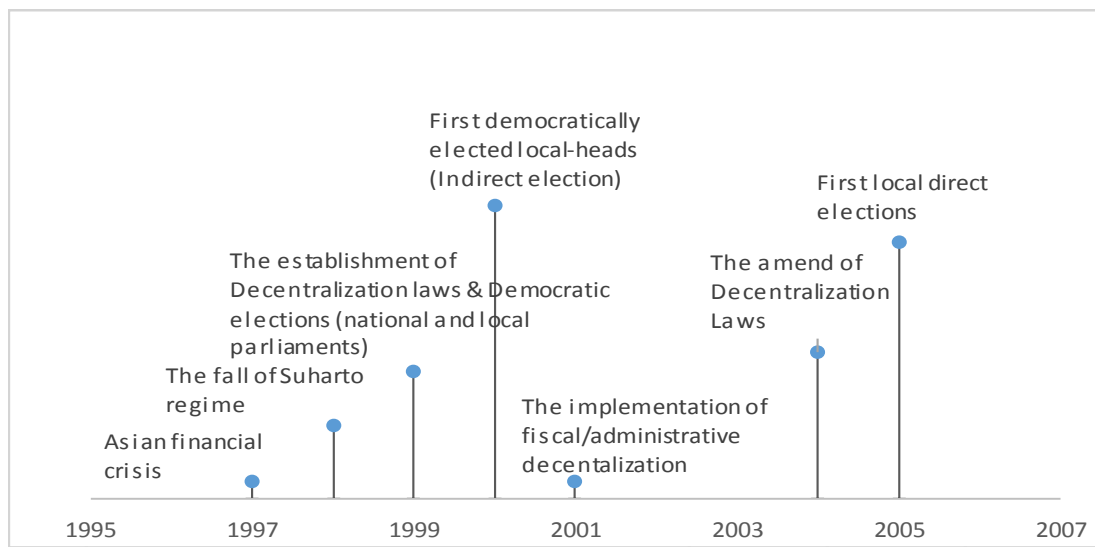 First democratically
elected local-heads
(Indirect election)
First local direct
elections
The establishment of
Decentralization laws & Democratic
elections (national and local
parliaments)
The amend of
Decentralization
Laws
The fall of Suharto
regime
Asian financial
crisis
The implementation of
fiscal/administrative
decentalization
1995 1997 1999 2001 2003 2005 2007